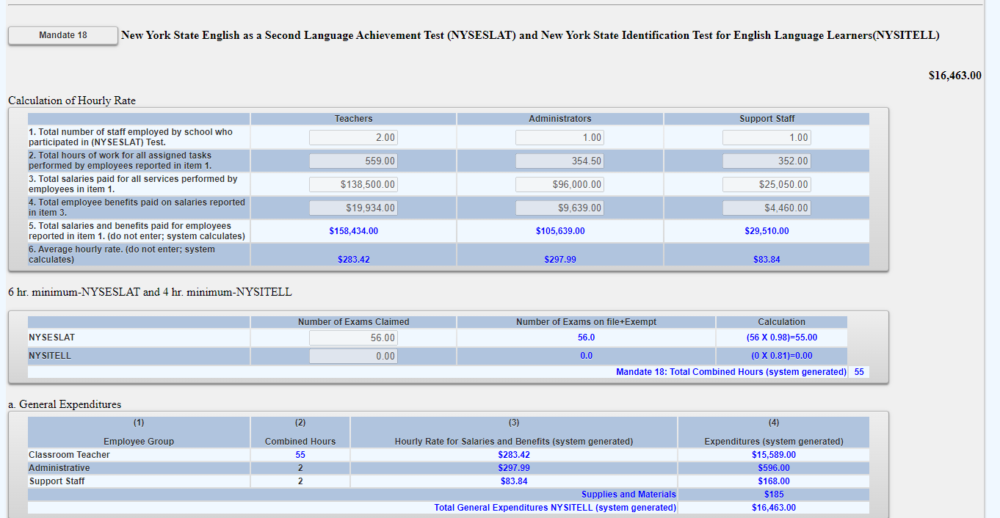 Mandate 18
New York State English as a Second Language Achievement Test (NYSESLAT) and New York State Identification Test for English Language Learners(NYSITELL)
$16,463.00
Calculation of Hourly Rate
Teachers Administrators Support Staff
1. Total number of staff employed by school who
participated in (NYSESLAT) Test.
2.00 1.00 1.00
2. Total hours of work for all assigned tasks
performed by employees reported in item 1.
559.00 354.50 352.00
3. Total salaries paid for all services performed by
employees in item 1.
$138,500.00 $96,000.00 $25,050.00
4. Total employee benefits paid on salaries reported
in item 3.
$19,934.00 $9,639.00 $4,460.00
5. Total salaries and benefits paid for employees
reported in item 1. (do not enter; system calculates)
$158,434.00 $105,639.00 $29,510.00
6. Average hourly rate. (do not enter; system
calculates)
$283.42 $297.99 $83.84
6 hr. minimum-NYSESLAT and 4 hr. minimum-NYSITELL
Number of Exams Claimed Number of Exams on file+Exempt Calculation
NYSESLAT 56.00 56.0 (56 X 0.98)=55.00
NYSITELL 0.00 0.0 (0 X 0.81)=0.00
Mandate 18: Total Combined Hours (system generated) 55
a. General Expenditures
(1) (2) (3) (4)
Employee Group Combined Hours Hourly Rate for Salaries and Benefits (system generated) Expenditures (system generated)
Classroom Teacher 55 $283.42 $15,589.00
Administrative 2 $297.99 $596.00
Support Staff 2 $83.84 $168.00
Supplies and Materials $185
Total General Expenditures NYSITELL (system generated) $16,463.00